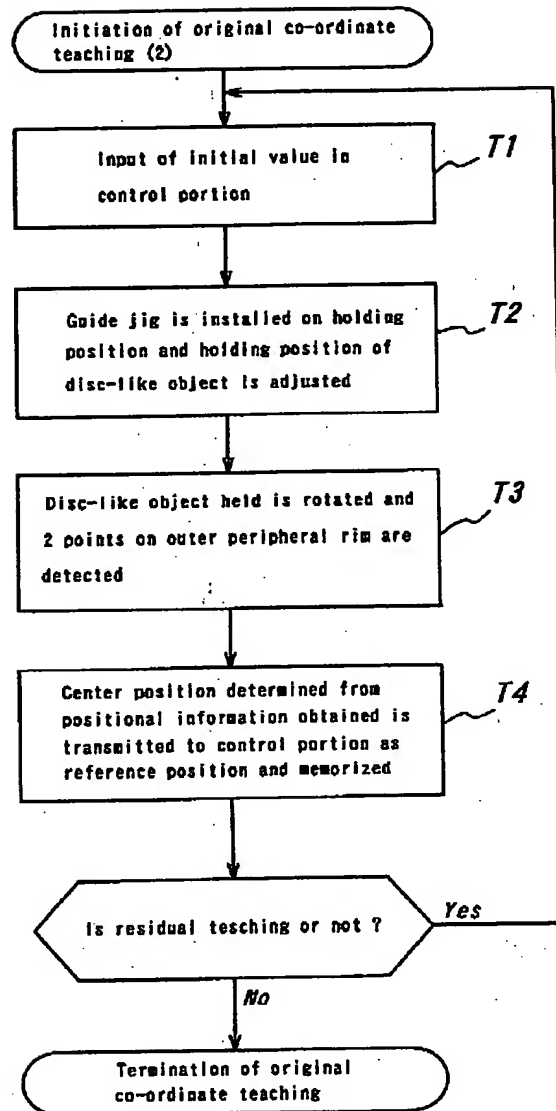 Initiation of original co-ordinate
teaching (2)
Input of initial value in
control portion
T1
Guide jig is installed on holding
position and holding position of
disc-like object is adjusted
T2
Disc-like object held is rotated and
2 points on outer peripheral rim are
detected
T3
Center position determined from
positional information obtained is
transmitted to control portion as
reference position and memorized
T4
Is residual tesching or not ?
Yes
No
Termination of original
co-ordinate teaching